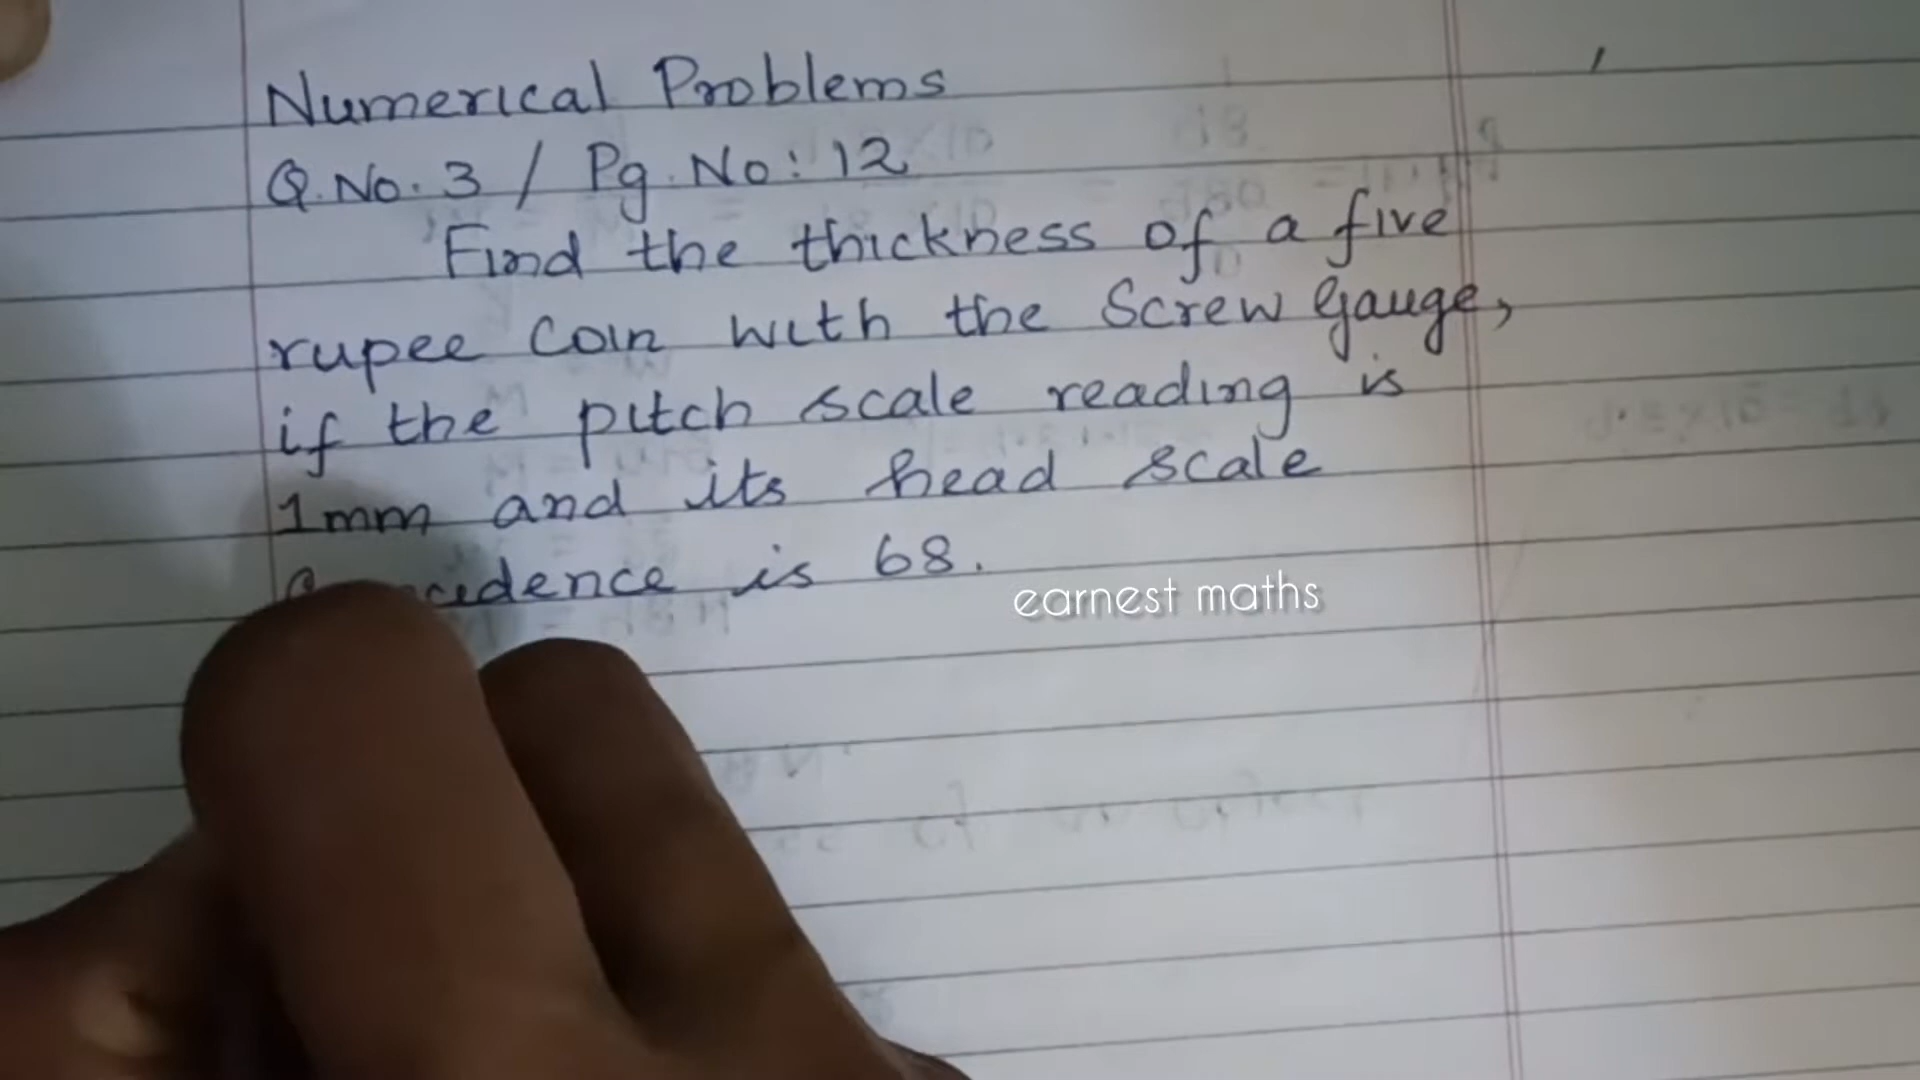 Numerical Problems
Q.No. 3 / Pg. No: 12
Find the thickness of a five
rupee coin with the Screw Gauge,
if the pitch scale reading is
1mm and its head scale
is 68.
earnest maths